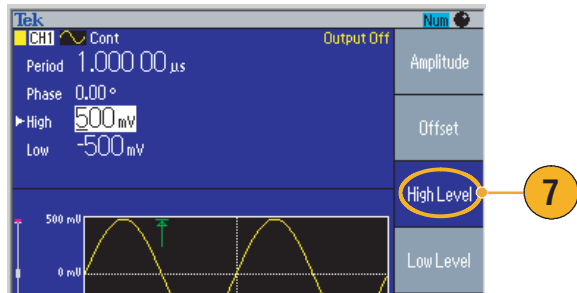 Tek Num
CH1 Cont Output Off
Period 1.000 00 µs
Phase 0.00 °
High 500 mV
Low -500 mV
Amplitude
Offset
High Level
7
Low Level
500 mV
0 mV